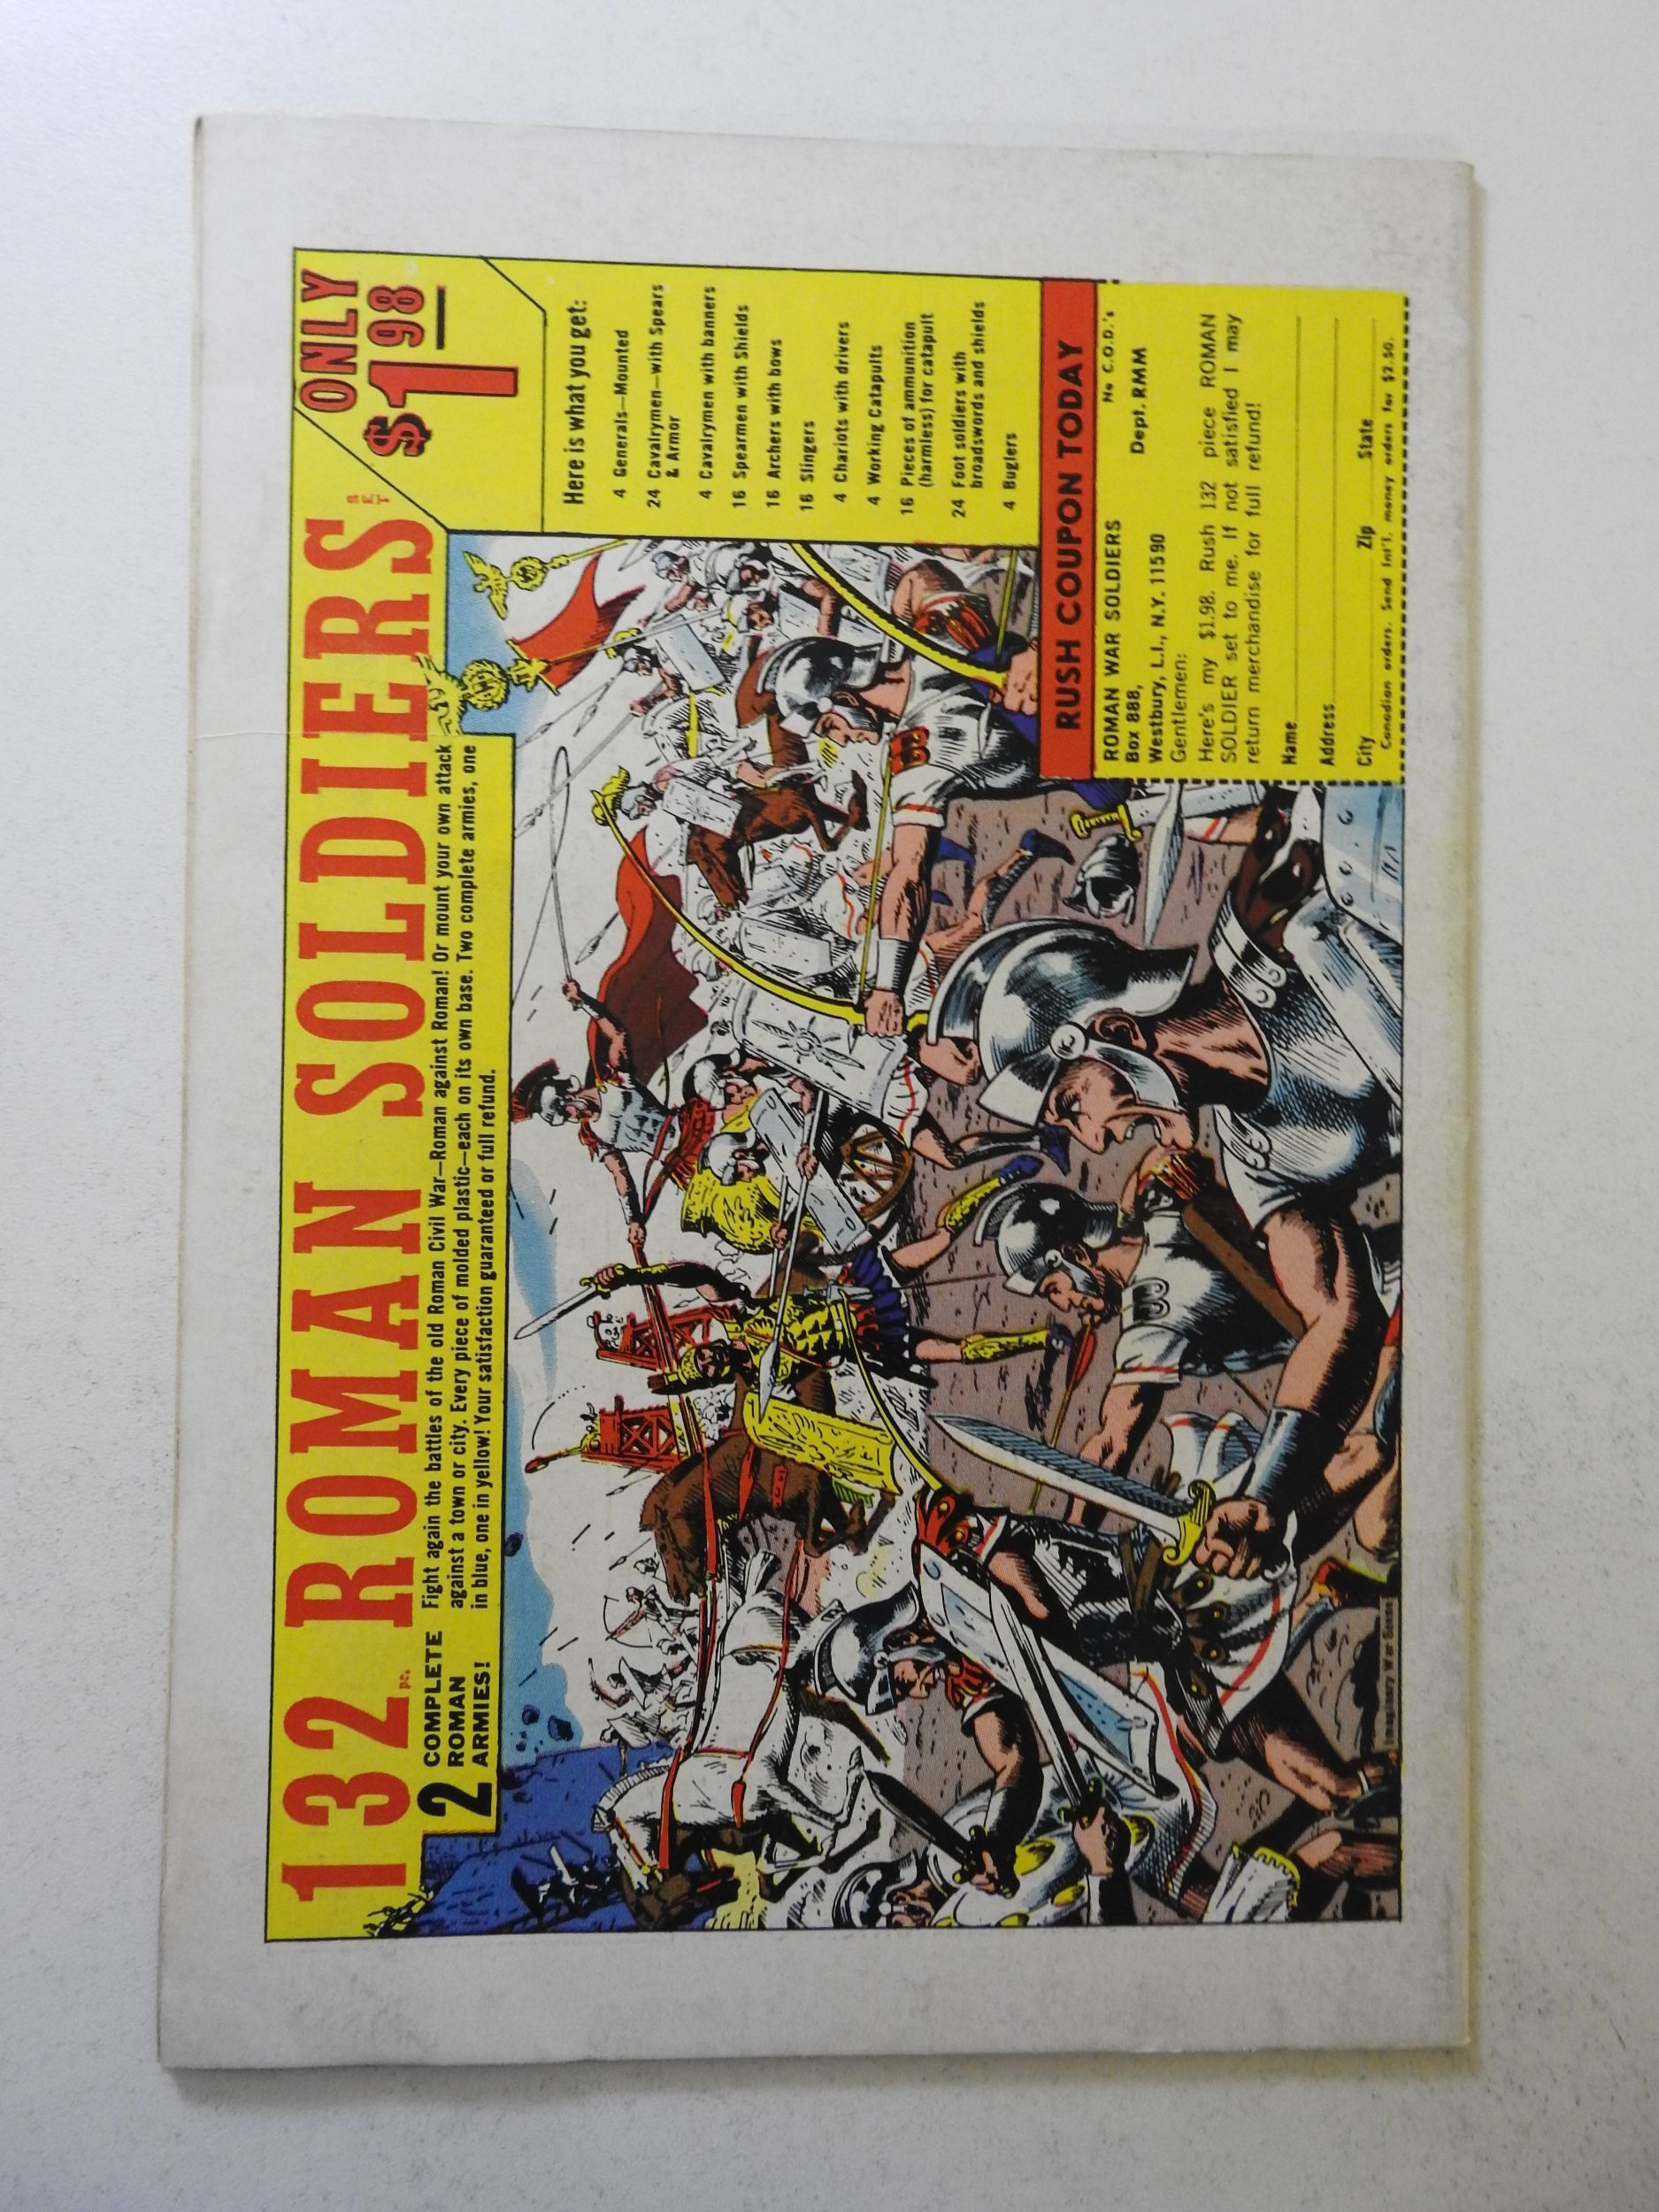 132 pc. ROMAN SOLDIERS SET
ONLY
$1.98
2 COMPLETE
ROMAN
ARMIES!
Fight again the battles of the old Roman Civil War—Roman against Roman! Or mount your own attack
against a town or city. Every piece of molded plastic—each on its own base. Two complete armies, one
in blue, one in yellow! Your satisfaction guaranteed or full refund.
Here is what you get:
4 Generals—Mounted
24 Cavalrymen—with Spears
& Armor
4 Cavalrymen with banners
16 Spearmen with Shields
16 Archers with bows
16 Slingers
4 Chariots with drivers
4 Working Catapults
16 Pieces of ammunition
(harmless) for catapult
24 Foot soldiers with
broadswords and shields
4 Buglers
RUSH COUPON TODAY
ROMAN WAR SOLDIERS No C.O.D.'s
Box 888, Dept. RMM
Westbury, L.I., N.Y. 11590
Gentlemen:
Here's my $1.98. Rush 132 piece ROMAN
SOLDIER set to me. If not satisfied I may
return merchandise for full refund!
Name
Address
City Zip State
Canadian orders. Send Int'l. money orders for $2.50.
Imaginary War Scene